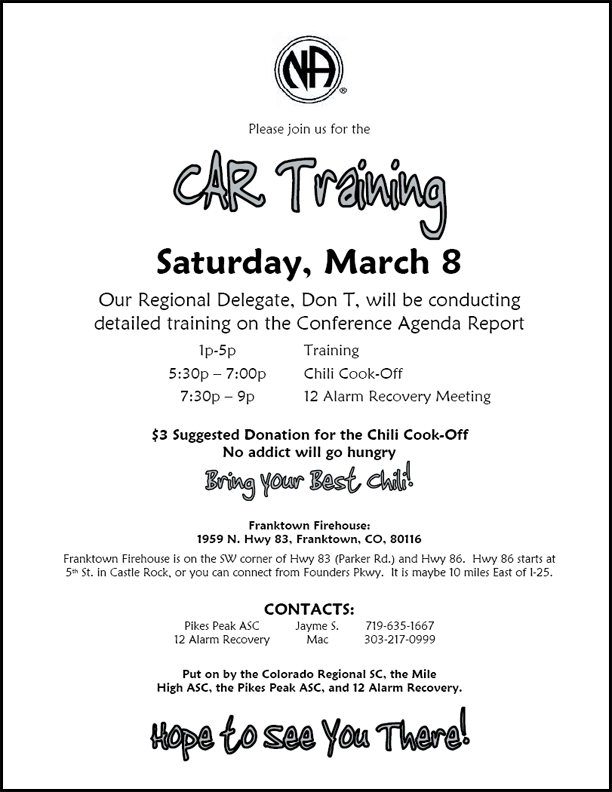 NA ®
Please join us for the
CAR Training
Saturday, March 8
Our Regional Delegate, Don T, will be conducting
detailed training on the Conference Agenda Report
1p-5p Training
5:30p – 7:00p Chili Cook-Off
7:30p – 9p 12 Alarm Recovery Meeting
$3 Suggested Donation for the Chili Cook-Off
No addict will go hungry
Bring Your Best Chili!
Franktown Firehouse:
1959 N. Hwy 83, Franktown, CO, 80116
Franktown Firehouse is on the SW corner of Hwy 83 (Parker Rd.) and Hwy 86.  Hwy 86 starts at
5th St. in Castle Rock, or you can connect from Founders Pkwy.  It is maybe 10 miles East of I-25.
CONTACTS:
Pikes Peak ASC Jayme S. 719-635-1667
12 Alarm Recovery Mac 303-217-0999
Put on by the Colorado Regional SC, the Mile
High ASC, the Pikes Peak ASC, and 12 Alarm Recovery.
Hope to see You There!